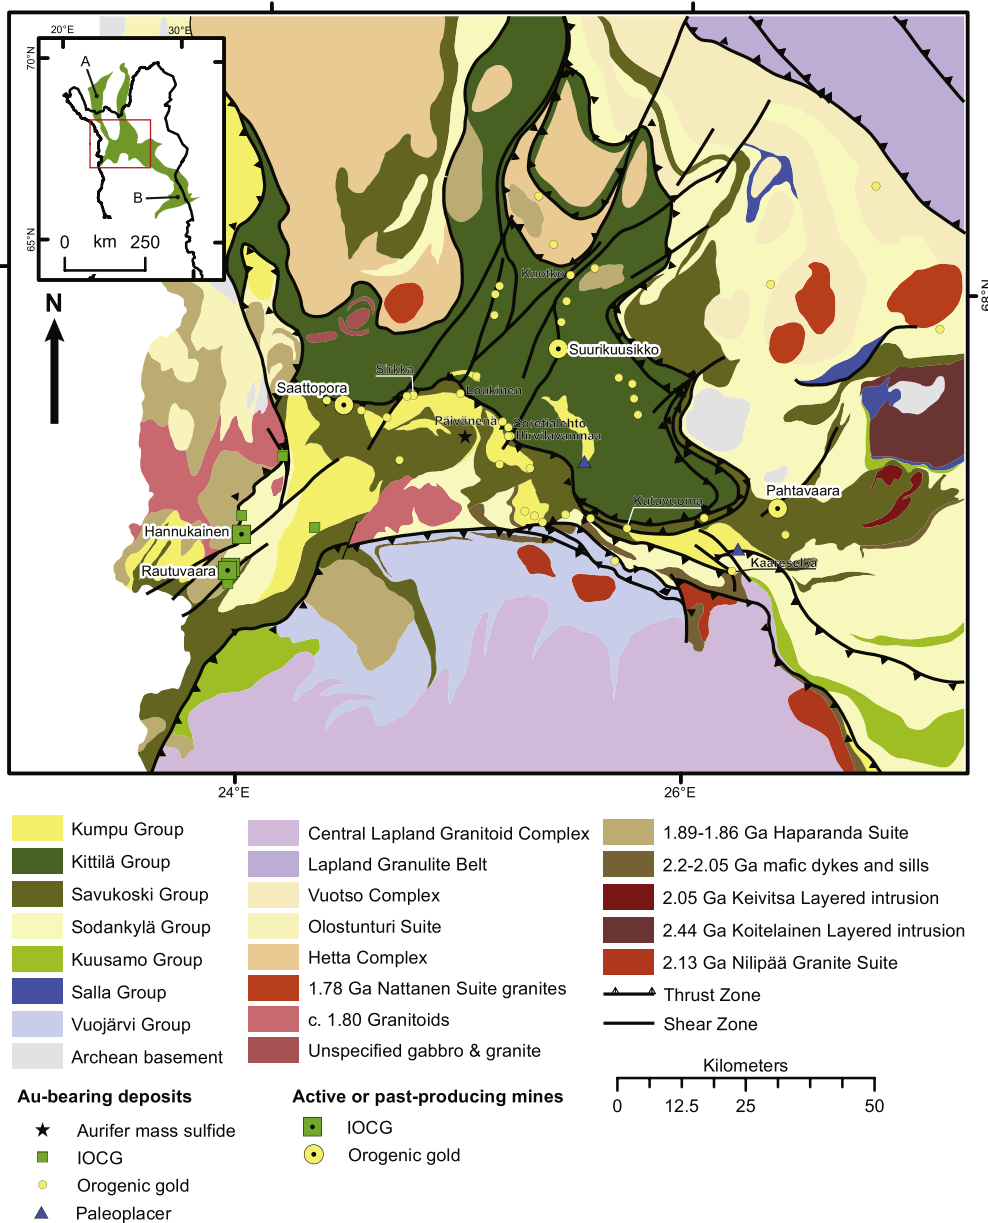 20°E
30°E
70°N
65°N
A
B
0 km 250
N
68°N
Kuotko
Suurikuusikko
Sirkka
Saattopora
Loukinen
Päivänenä
Soretialehto
Hirvilavanmaa
Kutuvuoma
Pahtavaara
Hannukainen
Rautuvaara
Kaareselkä
24°E
26°E
Kumpu Group
Kittilä Group
Savukoski Group
Sodankylä Group
Kuusamo Group
Salla Group
Vuojärvi Group
Archean basement
Central Lapland Granitoid Complex
Lapland Granulite Belt
Vuotso Complex
Olostunturi Suite
Hetta Complex
1.78 Ga Nattanen Suite granites
c. 1.80 Granitoids
Unspecified gabbro & granite
1.89-1.86 Ga Haparanda Suite
2.2-2.05 Ga mafic dykes and sills
2.05 Ga Keivitsa Layered intrusion
2.44 Ga Koitelainen Layered intrusion
2.13 Ga Nilipää Granite Suite
Thrust Zone
Shear Zone
Kilometers
0 12.5 25 50
Au-bearing deposits
Aurifer mass sulfide
IOCG
Orogenic gold
Paleoplacer
Active or past-producing mines
IOCG
Orogenic gold